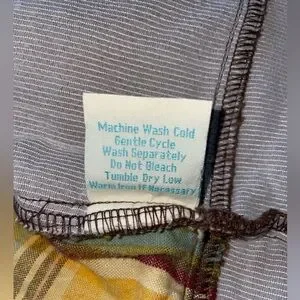 Machine Wash Cold
Gentle Cycle
Wash Separately
Do Not Bleach
Tumble Dry Low
Warm Iron If Necessary